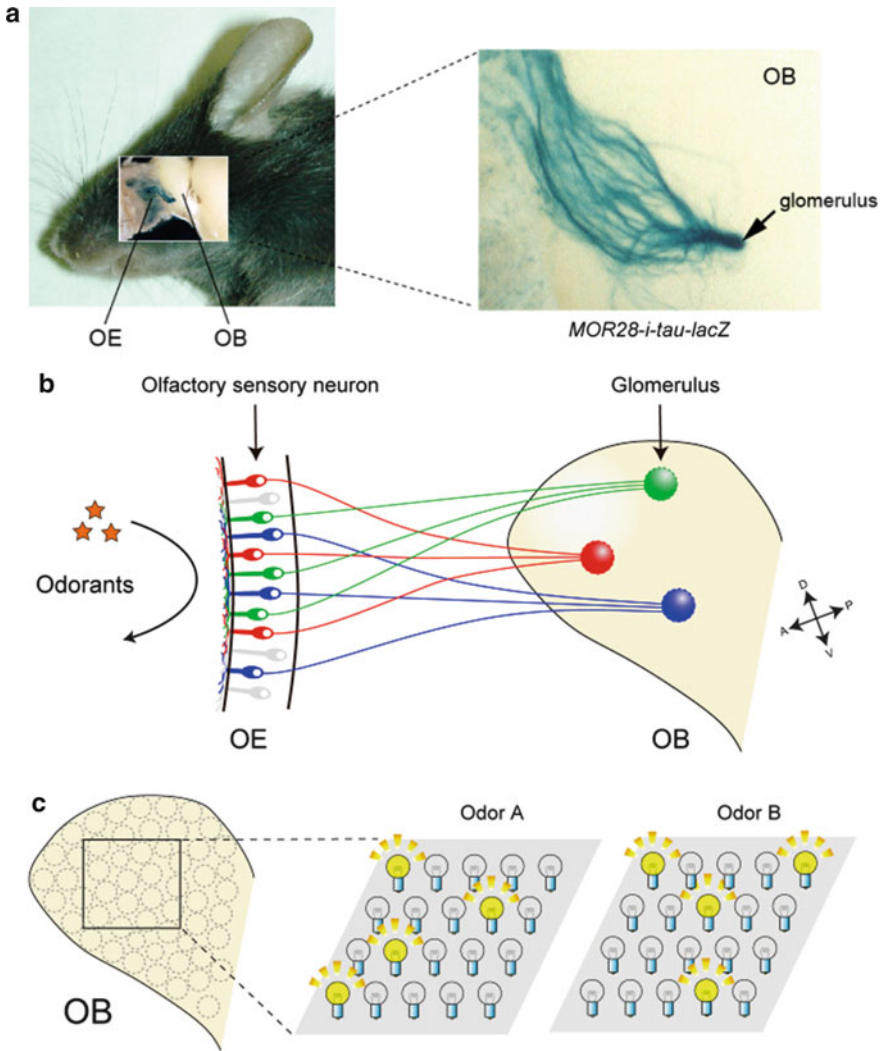 a
OB
glomerulus
OE
OB
MOR28-i-tau-lacZ
b
Olfactory sensory neuron
Glomerulus
Odorants
D
A
P
V
OE
OB
c
Odor A
Odor B
OB